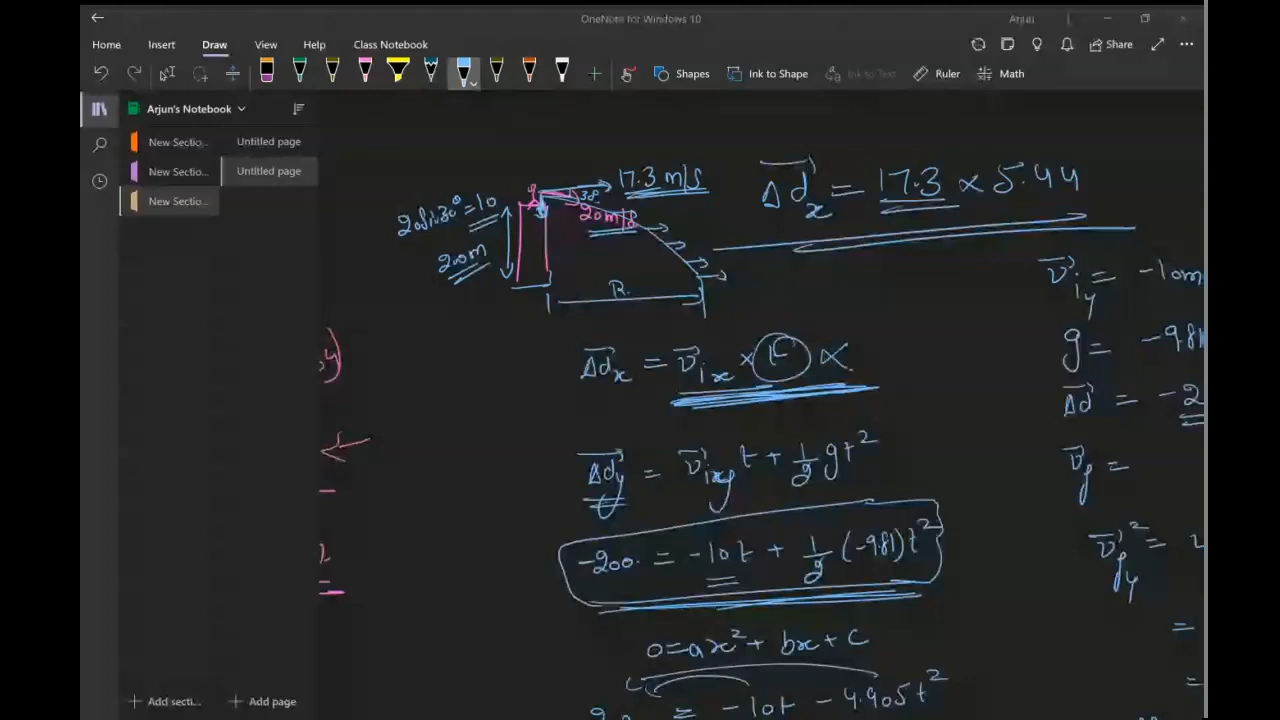 OneNote for Windows 10
Arjun
Home Insert Draw View Help Class Notebook
Share
Shapes Ink to Shape Ink to Text Ruler Math
Arjun's Notebook
New Sectio... Untitled page
New Sectio... Untitled page
New Sectio...
Add secti... Add page
17.3 m/s
30°
20 m/s
20Sin30° = 10
200m
R
Δd⃗x = 17.3 × 5.44
Δd⃗x = v⃗ix × t
Δd⃗y = v⃗iy t + 1/2 gt²
-200 = -10t + 1/2 (-9.81)t²
0 = ax² + bx + c
= -10t - 4.905t²
v⃗iy = -10m
g = -9.81
Δd⃗ = -2
v⃗f =
v⃗fy² =
=
=